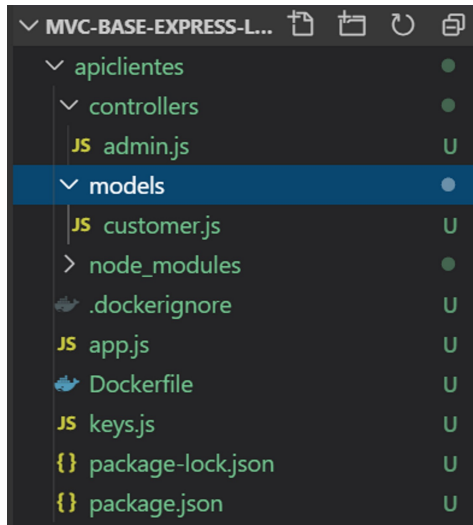 MVC-BASE-EXPRESS-L...
apiclientes
controllers
JS admin.js U
models
JS customer.js U
node_modules
.dockerignore U
JS app.js U
Dockerfile U
JS keys.js U
{} package-lock.json U
{} package.json U